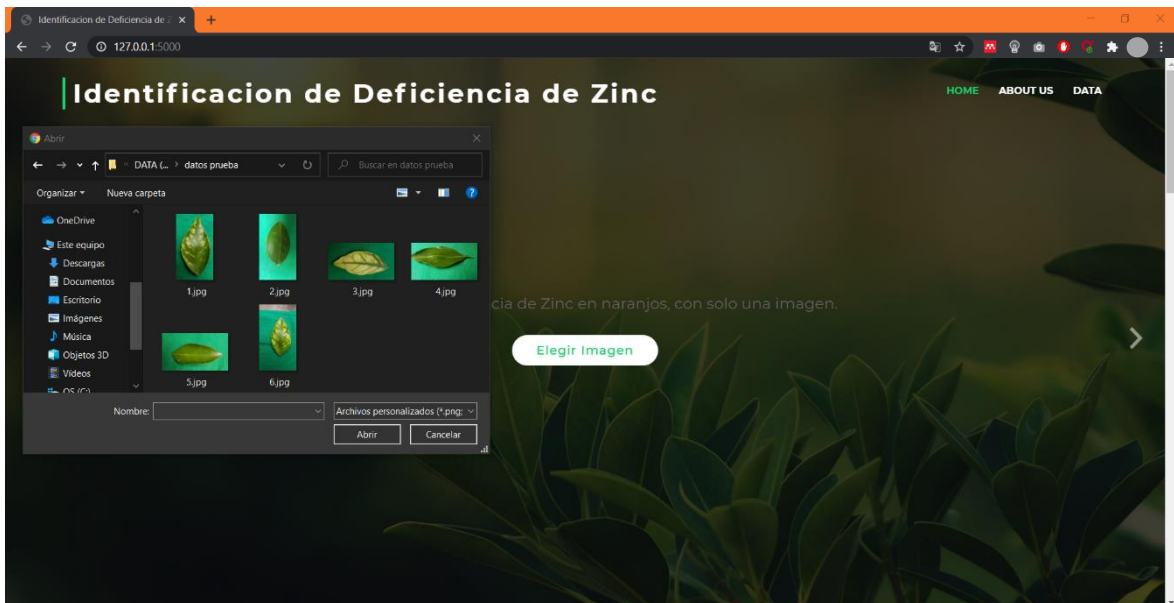 Identificacion de Deficiencia de Z
127.0.0.1:5000
Identificacion de Deficiencia de Zinc
HOME ABOUT US DATA
Abrir
DATA (... > datos prueba
Buscar en datos prueba
Organizar
Nueva carpeta
OneDrive
Este equipo
Descargas
Documentos
Escritorio
Imágenes
Música
Objetos 3D
Vídeos
OS (C:)
1.jpg
2.jpg
3.jpg
4.jpg
5.jpg
6.jpg
Nombre:
Archivos personalizados (*.png;
Abrir
Cancelar
cia de Zinc en naranjos, con solo una imagen.
Elegir Imagen